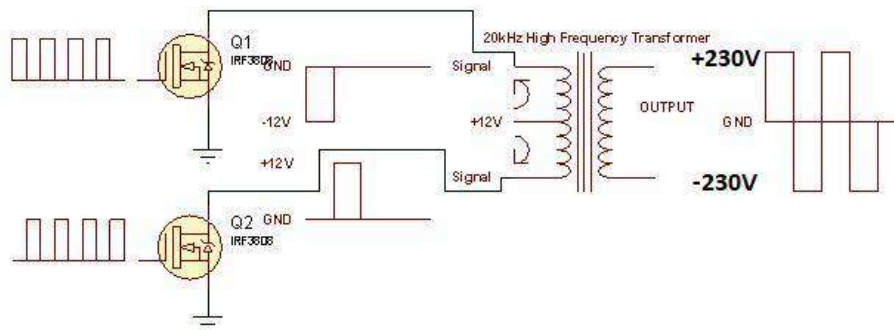 20kHz High Frequency Transformer
Q1
IRF3808
GND
Signal
+230V
-12V
+12V
OUTPUT
GND
+12V
Signal
-230V
Q2
GND
IRF3808